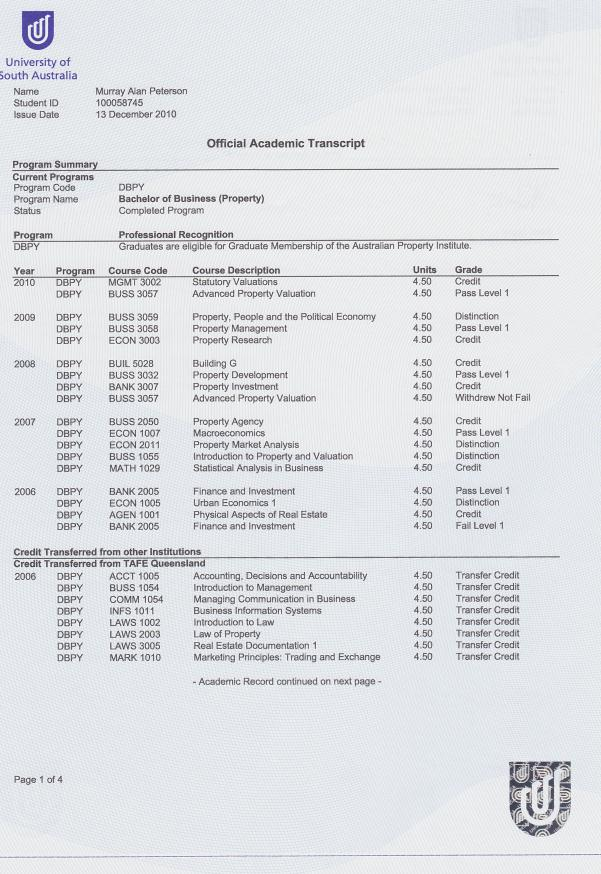 University of
South Australia
Name Murray Alan Peterson
Student ID 100058745
Issue Date 13 December 2010
Official Academic Transcript
Program Summary
Current Programs
Program Code DBPY
Program Name Bachelor of Business (Property)
Status Completed Program
Program Professional Recognition
DBPY Graduates are eligible for Graduate Membership of the Australian Property Institute.
Year Program Course Code Course Description Units Grade
2010 DBPY MGMT 3002 Statutory Valuations 4.50 Credit
DBPY BUSS 3057 Advanced Property Valuation 4.50 Pass Level 1
2009 DBPY BUSS 3059 Property, People and the Political Economy 4.50 Distinction
DBPY BUSS 3058 Property Management 4.50 Pass Level 1
DBPY ECON 3003 Property Research 4.50 Credit
2008 DBPY BUIL 5028 Building G 4.50 Credit
DBPY BUSS 3032 Property Development 4.50 Pass Level 1
DBPY BANK 3007 Property Investment 4.50 Credit
DBPY BUSS 3057 Advanced Property Valuation 4.50 Withdrew Not Fail
2007 DBPY BUSS 2050 Property Agency 4.50 Credit
DBPY ECON 1007 Macroeconomics 4.50 Pass Level 1
DBPY ECON 2011 Property Market Analysis 4.50 Distinction
DBPY BUSS 1055 Introduction to Property and Valuation 4.50 Distinction
DBPY MATH 1029 Statistical Analysis in Business 4.50 Credit
2006 DBPY BANK 2005 Finance and Investment 4.50 Pass Level 1
DBPY ECON 1005 Urban Economics 1 4.50 Distinction
DBPY AGEN 1001 Physical Aspects of Real Estate 4.50 Credit
DBPY BANK 2005 Finance and Investment 4.50 Fail Level 1
Credit Transferred from other Institutions
Credit Transferred from TAFE Queensland
2006 DBPY ACCT 1005 Accounting, Decisions and Accountability 4.50 Transfer Credit
DBPY BUSS 1054 Introduction to Management 4.50 Transfer Credit
DBPY COMM 1054 Managing Communication in Business 4.50 Transfer Credit
DBPY INFS 1011 Business Information Systems 4.50 Transfer Credit
DBPY LAWS 1002 Introduction to Law 4.50 Transfer Credit
DBPY LAWS 2003 Law of Property 4.50 Transfer Credit
DBPY LAWS 3005 Real Estate Documentation 1 4.50 Transfer Credit
DBPY MARK 1010 Marketing Principles: Trading and Exchange 4.50 Transfer Credit
- Academic Record continued on next page -
Page 1 of 4